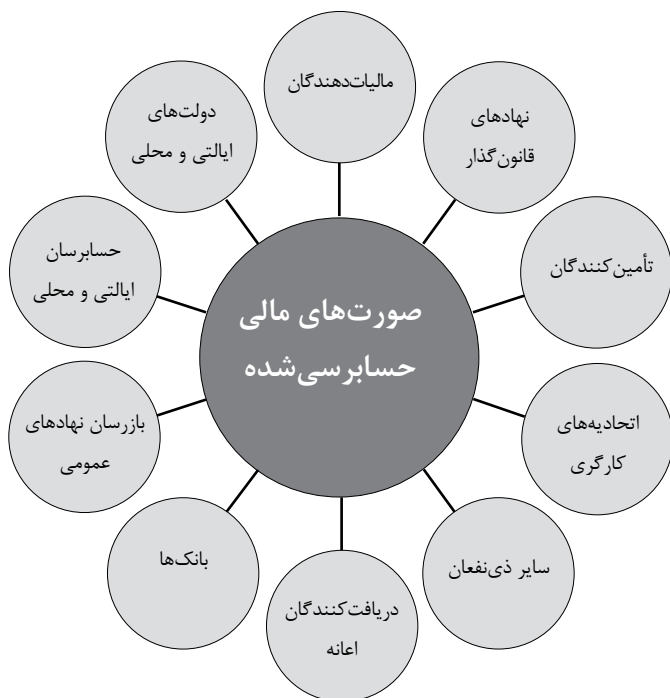 مالیات‌دهندگان
نهادهای
قانون‌گذار
تأمین‌کنندگان
اتحادیه‌های
کارگری
سایر ذی‌نفعان
دریافت‌کنندگان
اعانه
بانک‌ها
بازرسان نهادهای
عمومی
حسابرسان
ایالتی و محلی
دولت‌های
ایالتی و محلی
صورت‌های مالی
حسابرسی‌شده